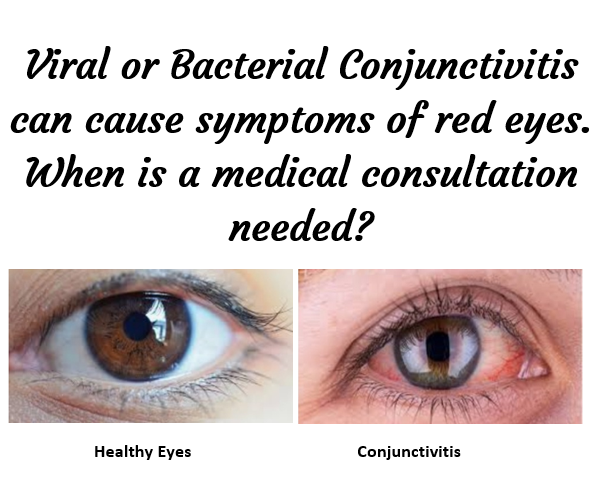 Viral or Bacterial Conjunctivitis
can cause symptoms of red eyes.
When is a medical consultation
needed?
Healthy Eyes
Conjunctivitis